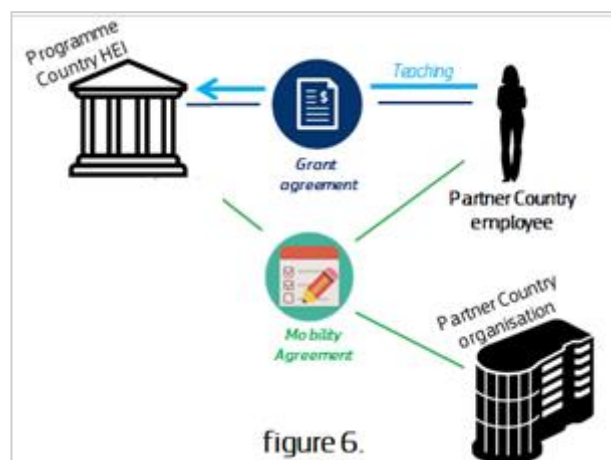 Programme
Country HEI
Teaching
$
Grant
agreement
Partner Country
employee
Mobility
Agreement
Partner Country
organisation
figure 6.